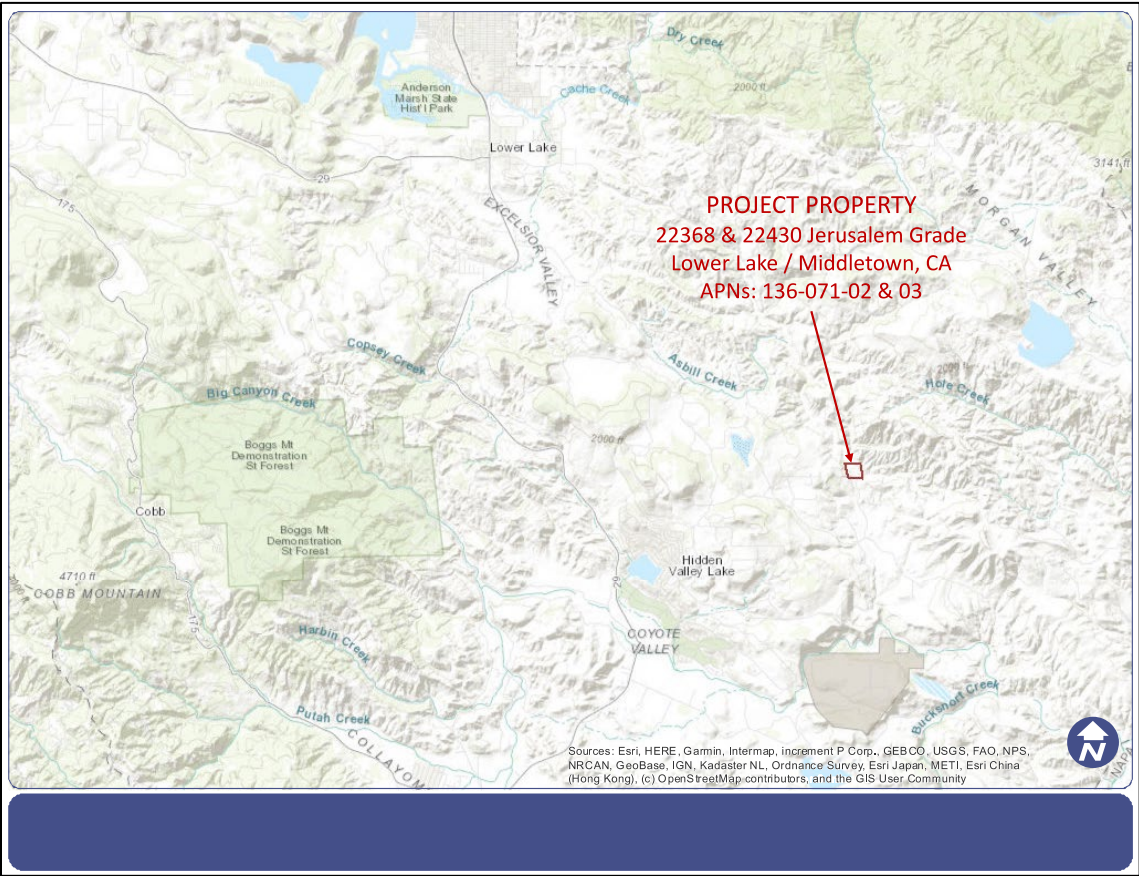 Dry Creek
2000 ft
Anderson
Marsh State
Hist'l Park
Cache Creek
Lower Lake
3141 ft
29
175
MORGAN VALLEY
EXCELSIOR VALLEY
PROJECT PROPERTY
22368 & 22430 Jerusalem Grade
Lower Lake / Middletown, CA
APNs: 136-071-02 & 03
Copsey Creek
Asbill Creek
2000 ft
Hole Creek
Big Canyon Creek
2000 ft
Boggs Mt
Demonstration
St Forest
Cobb
Boggs Mt
Demonstration
St Forest
Hidden
Valley Lake
4710 ft
COBB MOUNTAIN
29
175
Harbin Creek
COYOTE
VALLEY
Bucksnort Creek
Putah Creek
COLLAYOM
NAPA
N
Sources: Esri, HERE, Garmin, Intermap, increment P Corp., GEBCO, USGS, FAO, NPS,
NRCAN, GeoBase, IGN, Kadaster NL, Ordnance Survey, Esri Japan, METI, Esri China
(Hong Kong), (c) OpenStreetMap contributors, and the GIS User Community